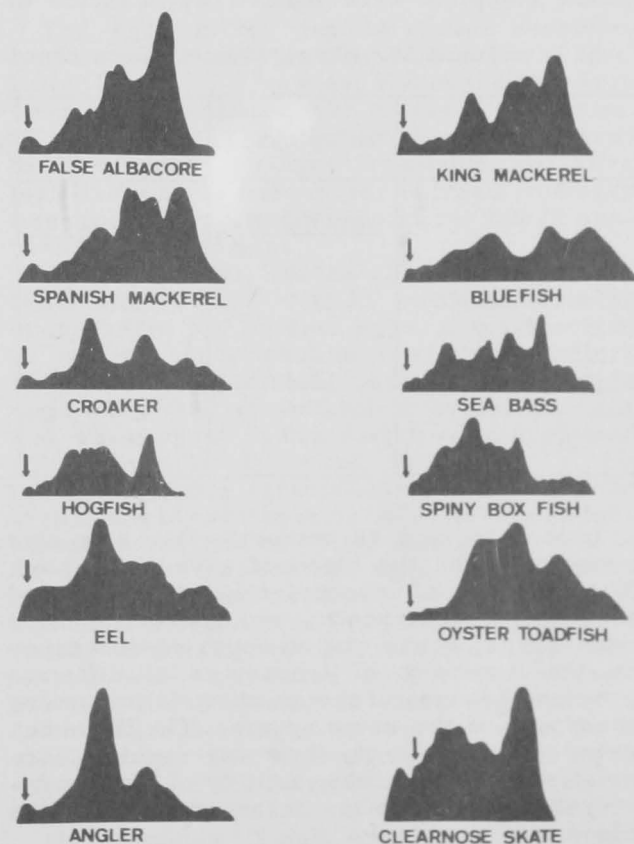 FALSE ALBACORE
KING MACKEREL
SPANISH MACKEREL
BLUEFISH
CROAKER
SEA BASS
HOGFISH
SPINY BOX FISH
EEL
OYSTER TOADFISH
ANGLER
CLEARNOSE SKATE